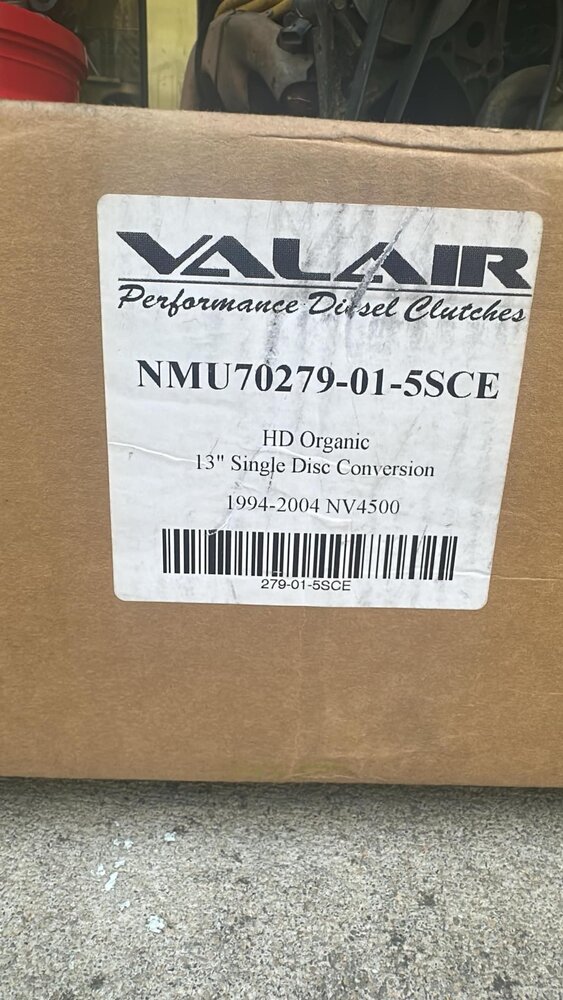 VALAIR
Performance Diesel Clutches
NMU70279-01-5SCE
HD Organic
13" Single Disc Conversion
1994-2004 NV4500
279-01-5SCE